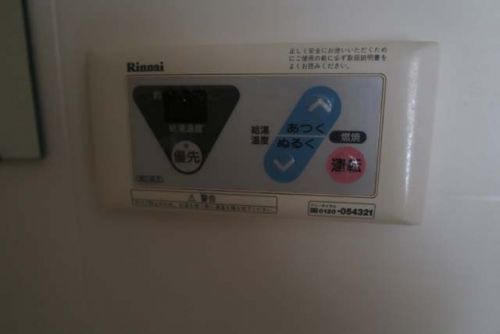 Rinnai
正しく安全にお使いいただくため
にご使用の前に必ず取扱説明書を
よくお読みください。
給湯温度
優先
給湯
温度
あつく
ぬるく
燃焼
運転
警告
0120-054321